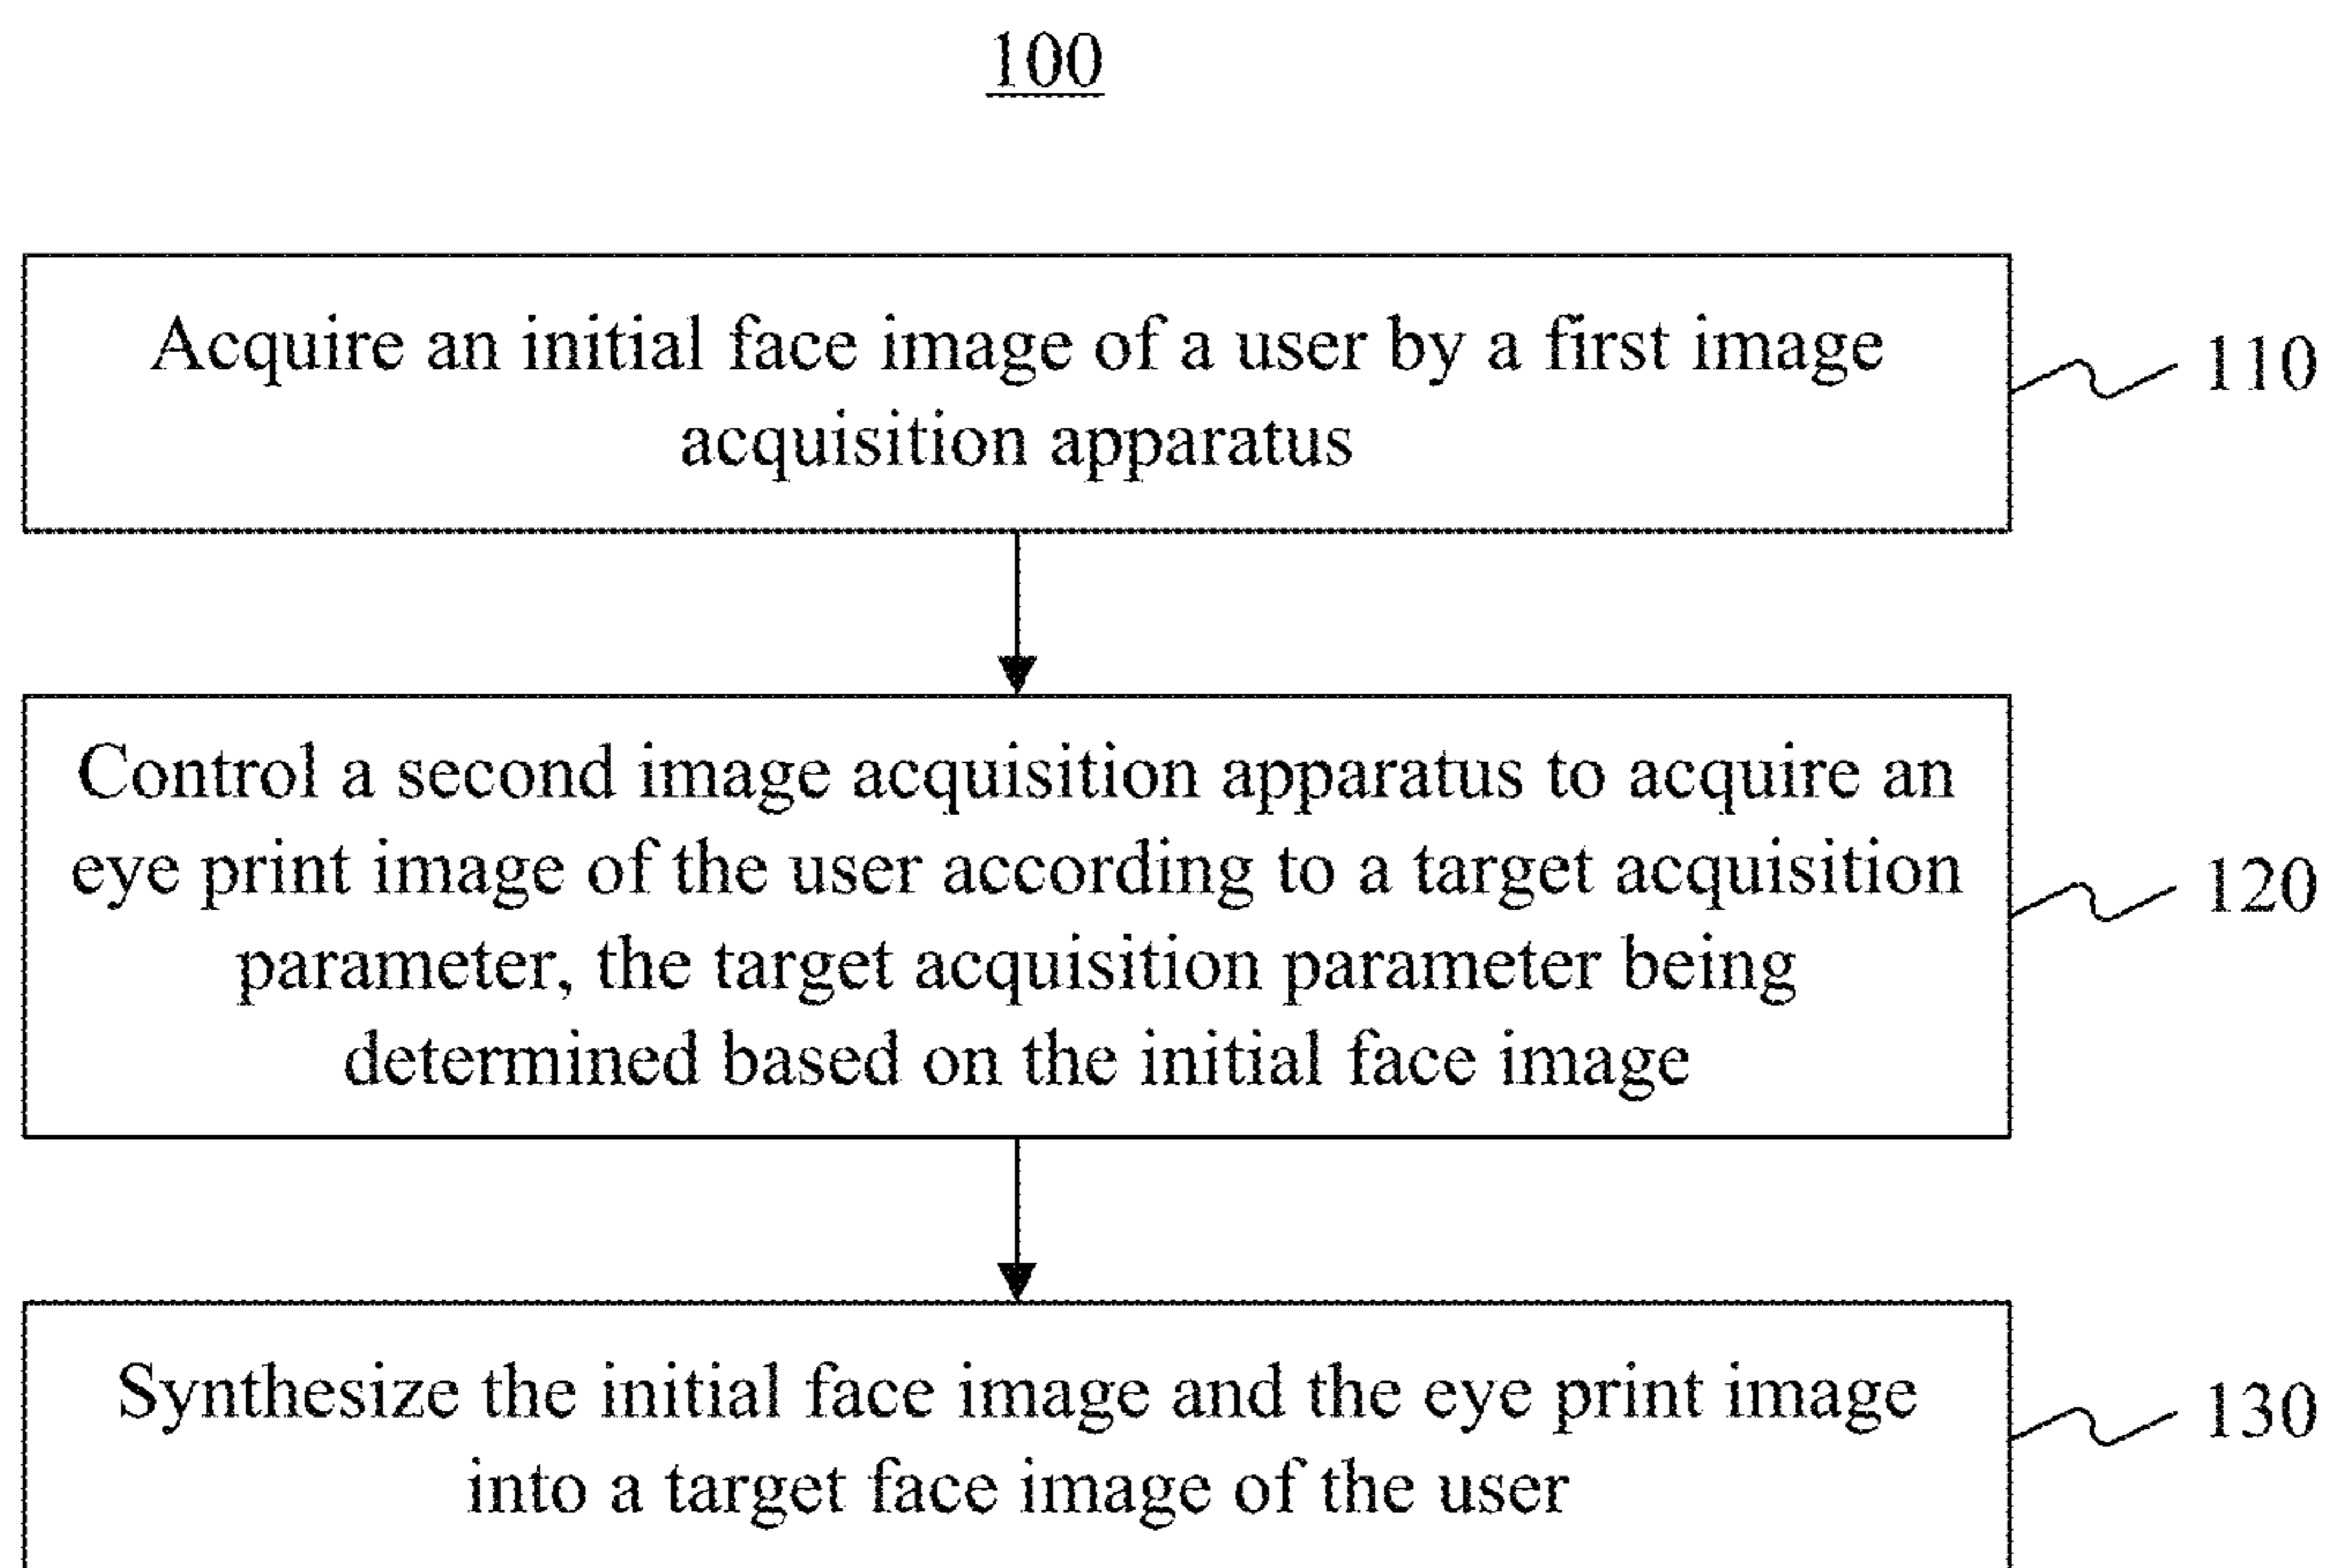 100
Acquire an initial face image of a user by a first image
acquisition apparatus
110
Control a second image acquisition apparatus to acquire an
eye print image of the user according to a target acquisition
parameter, the target acquisition parameter being
determined based on the initial face image
120
Synthesize the initial face image and the eye print image
into a target face image of the user
130